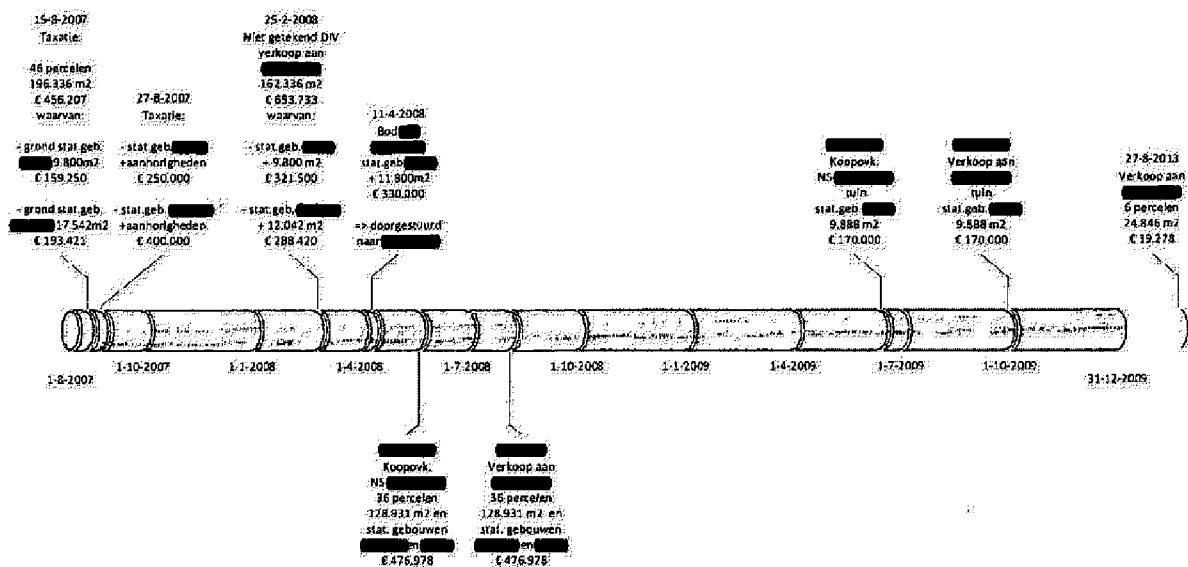 15-8-2007
Taxatie:
46 percelen
196.336 m2
€ 456.207
waarvan:
- grond stat.geb.
9.800m2
€ 159.250
- grond stat.geb.
17.542m2
€ 193.421
27-8-2007
Taxatie:
- stat.geb.
+aanhorigheden
€ 250.000
- stat.geb.
+aanhorigheden
€ 400.000
25-2-2008
Niet getekend DIV
verkoop aan
162.336 m2
€ 653.733
waarvan:
- stat.geb.
+ 9.800 m2
€ 321.500
- stat.geb.
+ 12.042 m2
€ 288.420
11-4-2008
Bod
stat.geb.
+ 11.800m2
€ 330.000
=> doorgestuurd
naar
Koopovk.
NS
tuin
stat.geb.
9.888 m2
€ 170.000
Verkoop aan
tuin
stat.geb.
9.888 m2
€ 170.000
27-8-2013
Verkoop aan
6 percelen
24.846 m2
€ 19.278
1-8-2007
1-10-2007
1-1-2008
1-4-2008
1-7-2008
1-10-2008
1-1-2009
1-4-2009
1-7-2009
1-10-2009
31-12-2009
Koopovk.
NS
36 percelen
128.931 m2 en
stat. gebouwen
en
€ 476.978
Verkoop aan
36 percelen
128.931 m2 en
stat. gebouwen
en
€ 476.978